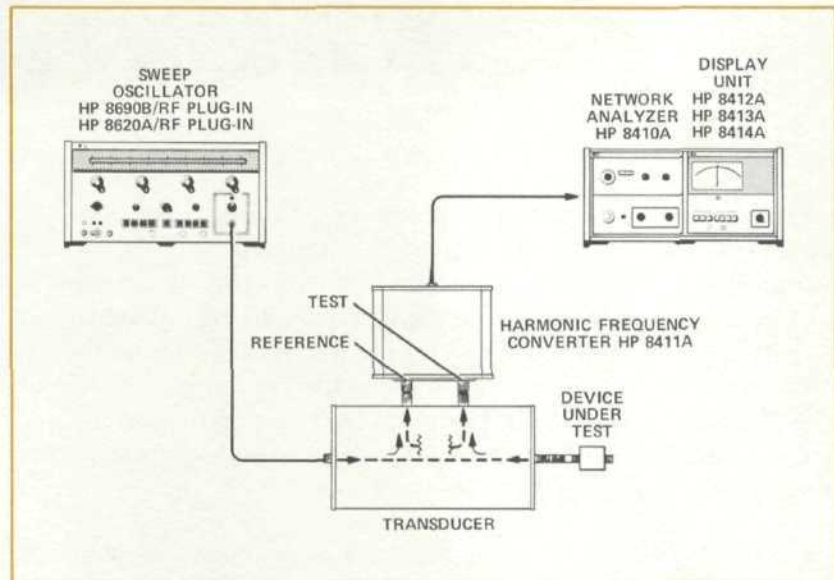 SWEEP
OSCILLATOR
HP 8690B/RF PLUG-IN
HP 8620A/RF PLUG-IN
NETWORK
ANALYZER
HP 8410A
DISPLAY
UNIT
HP 8412A
HP 8413A
HP 8414A
TEST
REFERENCE
HARMONIC FREQUENCY
CONVERTER HP 8411A
DEVICE
UNDER
TEST
TRANSDUCER